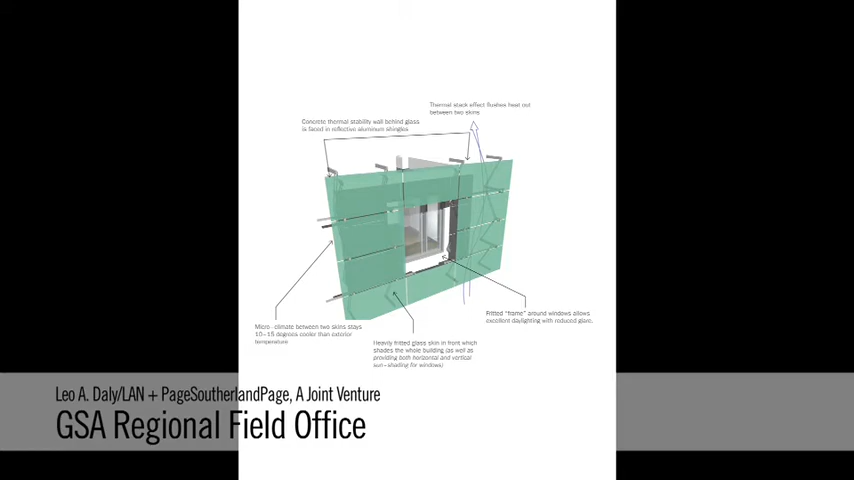 Thermal stack effect flushes heat out
between two skins
Concrete thermal stability wall behind glass
is faced in reflective aluminum shingles
Fritted "frame" around windows allows
excellent daylighting with reduced glare.
Micro-climate between two skins stays
10-15 degrees cooler than exterior
temperature
Heavily fritted glass skin in front which
shades the whole building (as well as
providing both horizontal and vertical
sun-shading for windows)
Leo A. Daly/LAN + PageSoutherlandPage, A Joint Venture
GSA Regional Field Office